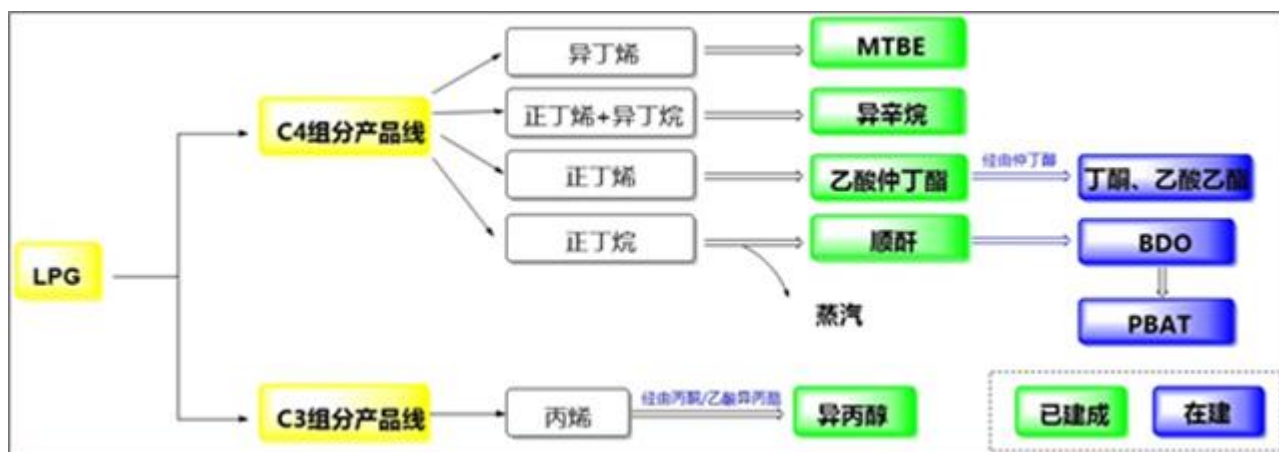 异丁烯
MTBE
C4组分产品线
正丁烯+异丁烷
异辛烷
正丁烯
乙酸仲丁酯
经由仲丁醇
丁酮、乙酸乙酯
正丁烷
顺酐
BDO
LPG
蒸汽
PBAT
C3组分产品线
丙烯
经由丙酮/乙酸异丙酯
异丙醇
已建成
在建